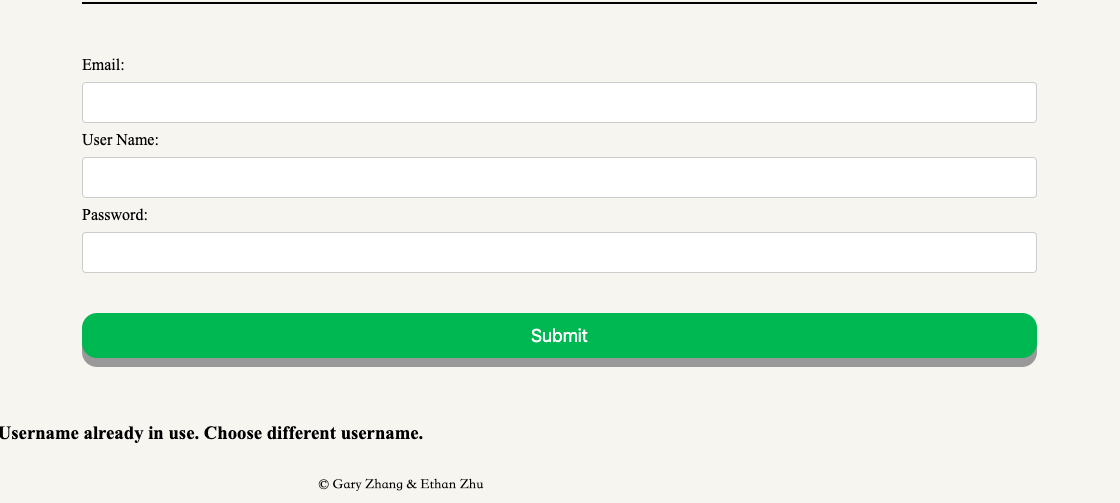 Email:
User Name:
Password:
Submit
Username already in use. Choose different username.
© Gary Zhang & Ethan Zhu